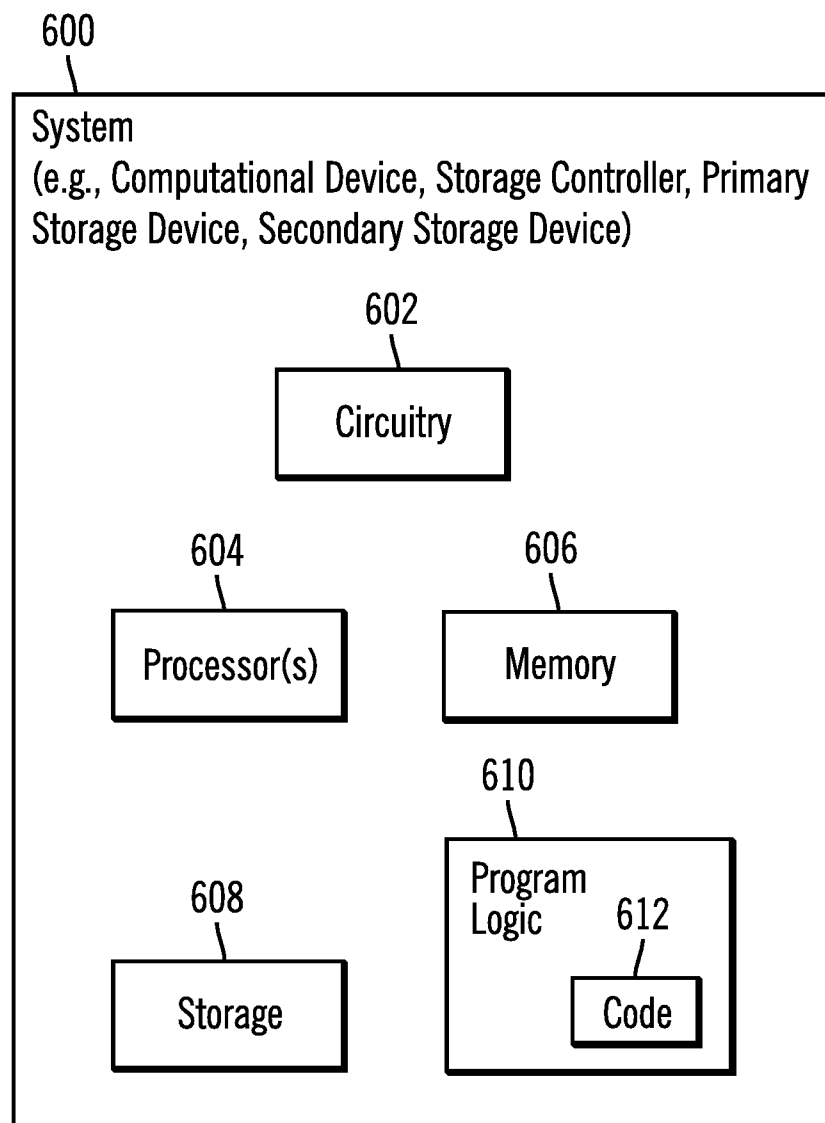 600
System
(e.g., Computational Device, Storage Controller, Primary
Storage Device, Secondary Storage Device)
602
Circuitry
604
Processor(s)
606
Memory
608
Storage
610
Program
Logic
612
Code